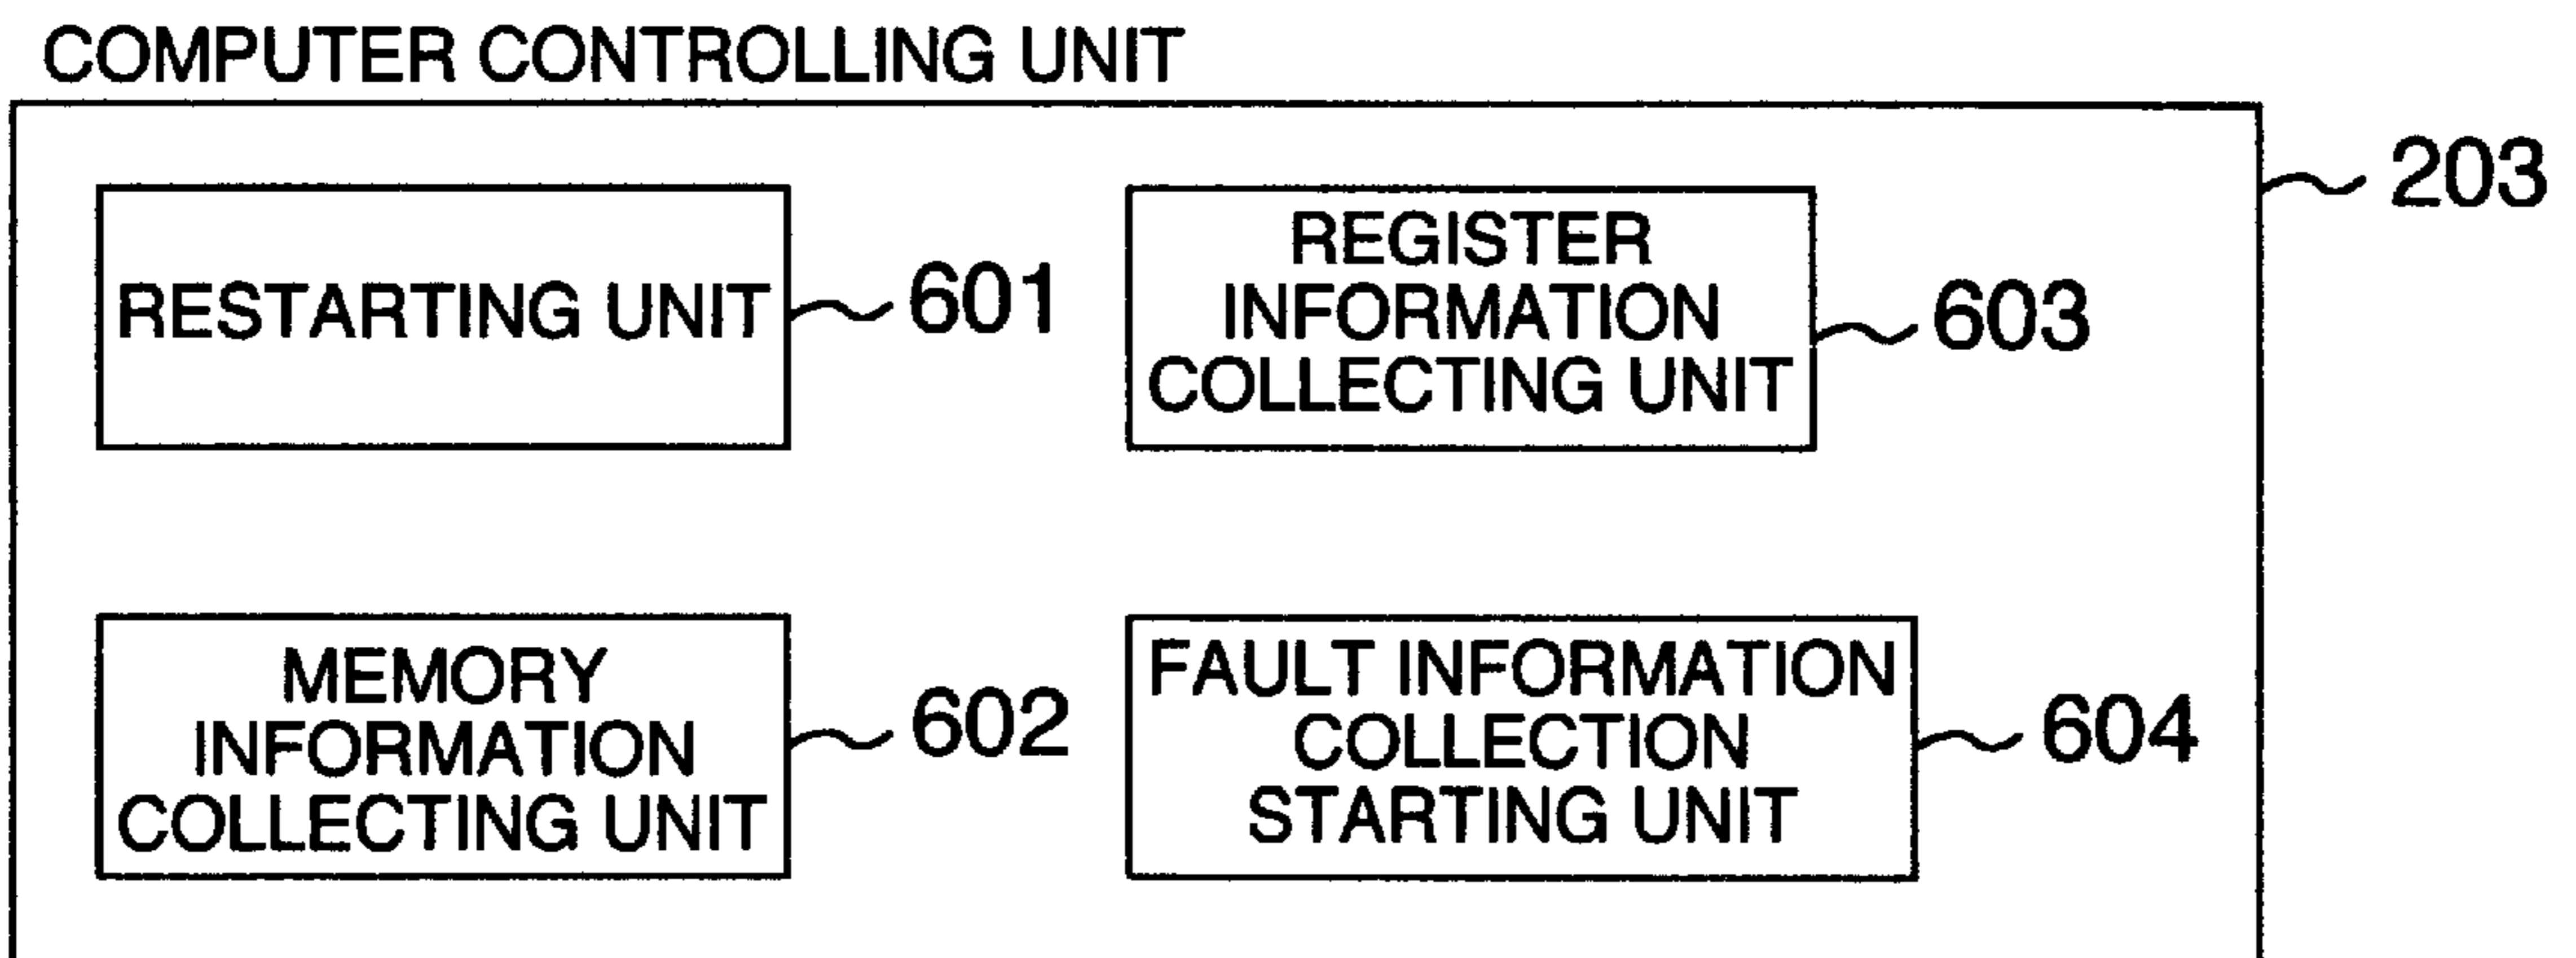 COMPUTER CONTROLLING UNIT
203
RESTARTING UNIT
601
REGISTER
INFORMATION
COLLECTING UNIT
603
MEMORY
INFORMATION
COLLECTING UNIT
602
FAULT INFORMATION
COLLECTION
STARTING UNIT
604